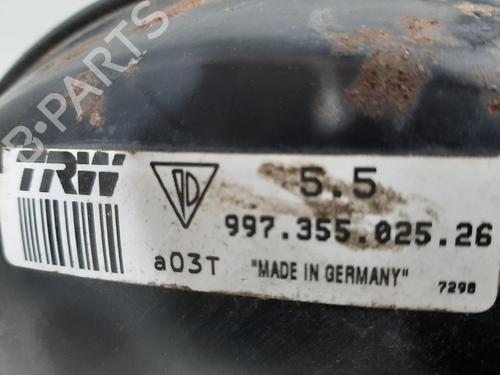 B-PARTS
TRW
5.5
997.355.025.26
a03T
"MADE IN GERMANY"
7298